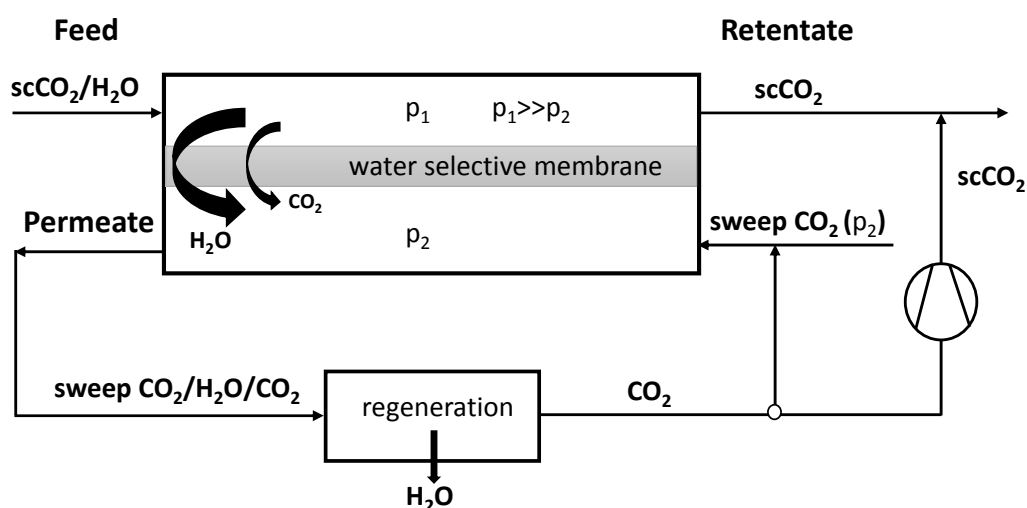 Feed
Retentate
scCO₂/H₂O
scCO₂
p₁
p₁>>p₂
water selective membrane
scCO₂
CO₂
Permeate
H₂O
p₂
sweep CO₂ (p₂)
sweep CO₂/H₂O/CO₂
regeneration
CO₂
H₂O